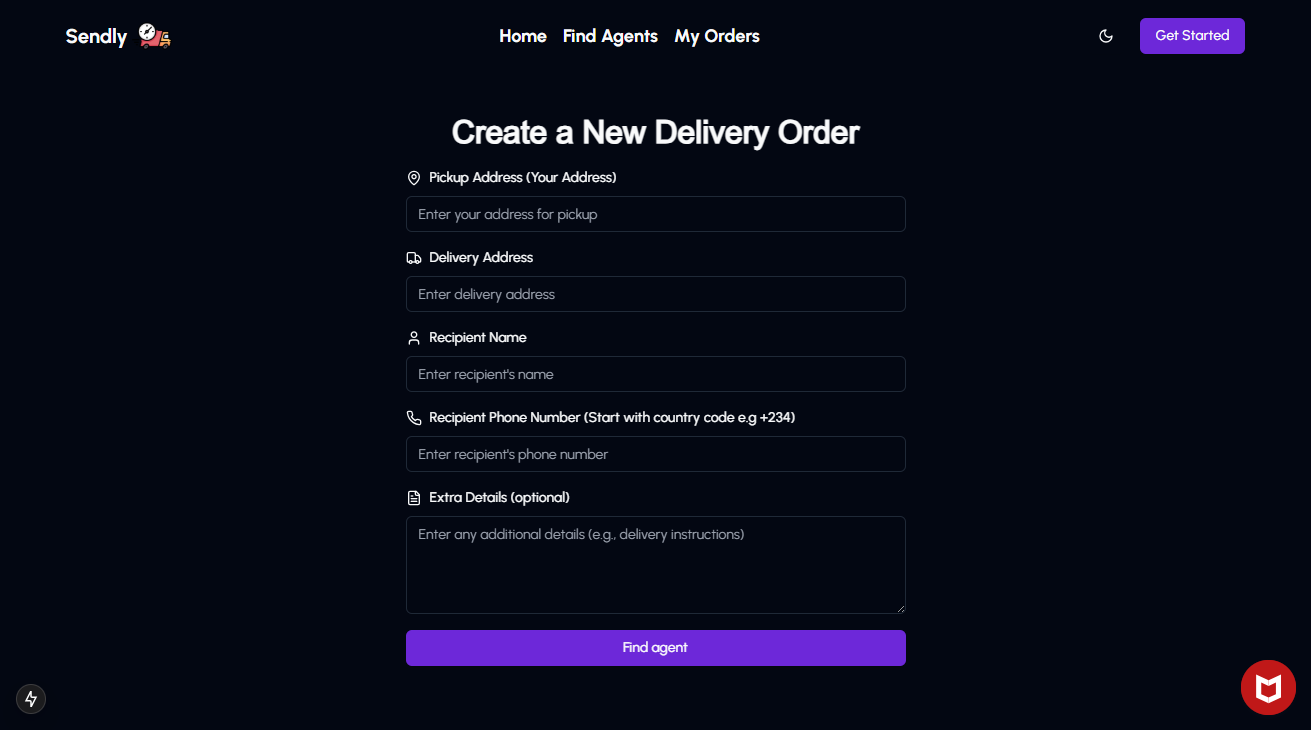 Sendly
Home Find Agents My Orders
Get Started
Create a New Delivery Order
Pickup Address (Your Address)
Enter your address for pickup
Delivery Address
Enter delivery address
Recipient Name
Enter recipient's name
Recipient Phone Number (Start with country code e.g +234)
Enter recipient's phone number
Extra Details (optional)
Enter any additional details (e.g., delivery instructions)
Find agent